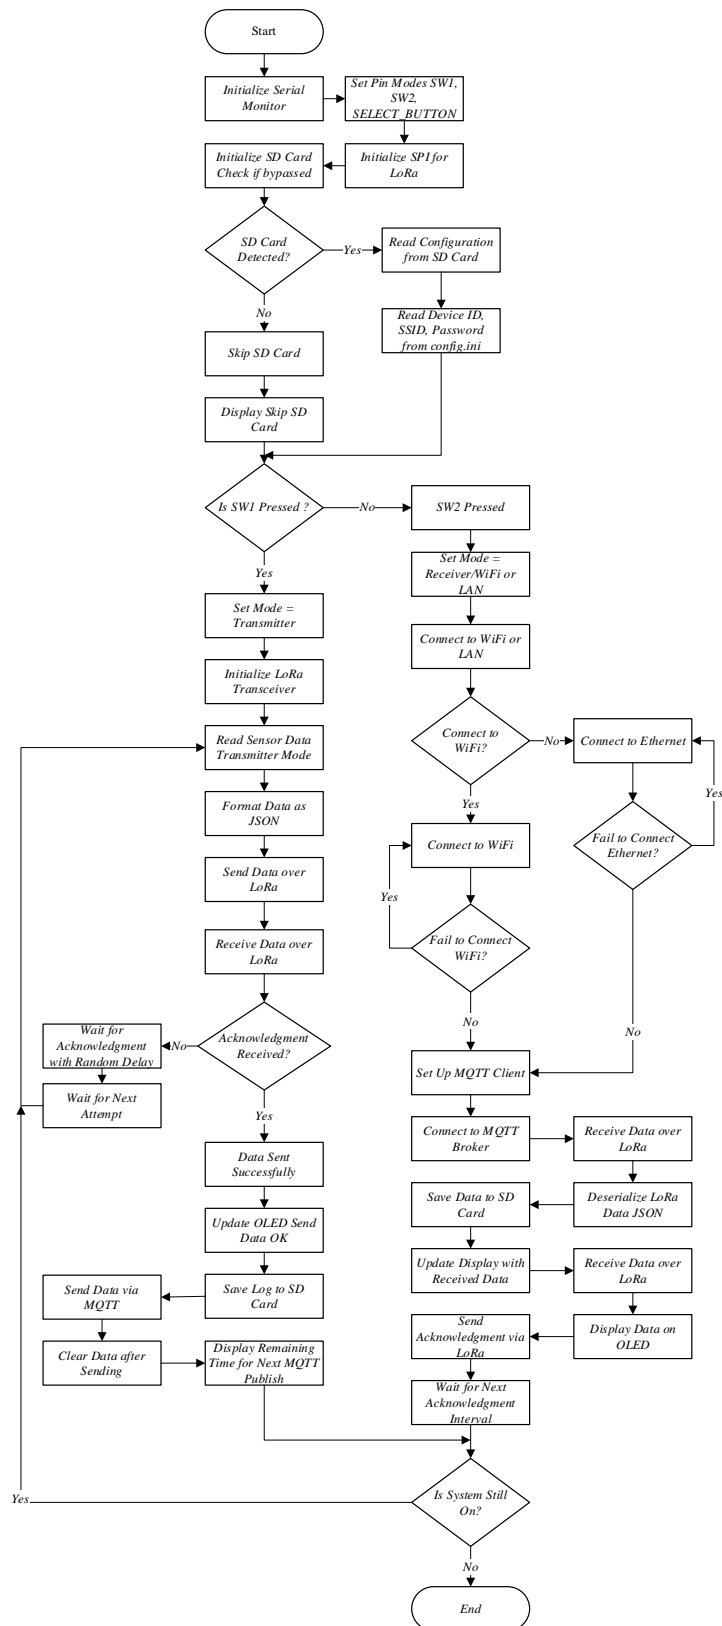 Start
Initialize Serial
Monitor
Set Pin Modes SW1,
SW2,
SELECT_BUTTON
Initialize SD Card
Check if bypassed
Initialize SPI for
LoRa
SD Card
Detected?
Yes
Read Configuration
from SD Card
No
Read Device ID,
SSID, Password
from config.ini
Skip SD Card
Display Skip SD
Card
Is SW1 Pressed ?
No
SW2 Pressed
Yes
Set Mode =
Receiver/WiFi or
LAN
Set Mode =
Transmitter
Connect to WiFi or
LAN
Initialize LoRa
Transceiver
Read Sensor Data
Transmitter Mode
Connect to
WiFi?
No
Connect to Ethernet
Yes
Yes
Format Data as
JSON
Connect to WiFi
Fail to Connect
Ethernet?
Send Data over
LoRa
Yes
Receive Data over
LoRa
Fail to Connect
WiFi?
No
No
Wait for
Acknowledgment
with Random Delay
No
Acknowledgment
Received?
Set Up MQTT Client
Wait for Next
Attempt
Yes
Connect to MQTT
Broker
Receive Data over
LoRa
Data Sent
Successfully
Save Data to SD
Card
Deserialize LoRa
Data JSON
Update OLED Send
Data OK
Update Display with
Received Data
Receive Data over
LoRa
Send Data via
MQTT
Save Log to SD
Card
Send
Acknowledgment via
LoRa
Display Data on
OLED
Clear Data after
Sending
Display Remaining
Time for Next MQTT
Publish
Wait for Next
Acknowledgment
Interval
Yes
Is System Still
On?
No
End